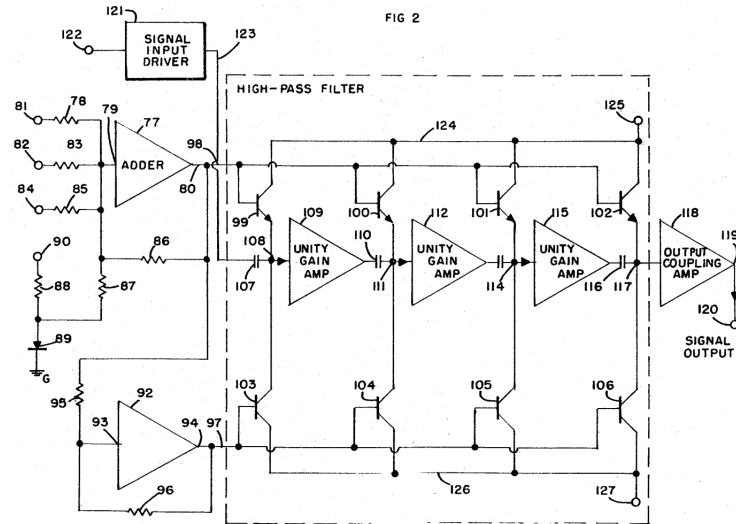 FIG 2
121
122
SIGNAL
INPUT
DRIVER
123
HIGH-PASS FILTER
81
78
79
77
98
124
125
82
83
ADDER
80
84
85
99
100
101
102
109
112
115
118
119
90
86
108
UNITY
GAIN
AMP
110
UNITY
GAIN
AMP
UNITY
GAIN
AMP
OUTPUT
COUPLING
AMP
88
87
107
111
114
116
117
120
89
G
SIGNAL
OUTPUT
95
92
103
104
105
106
93
94
97
96
126
127